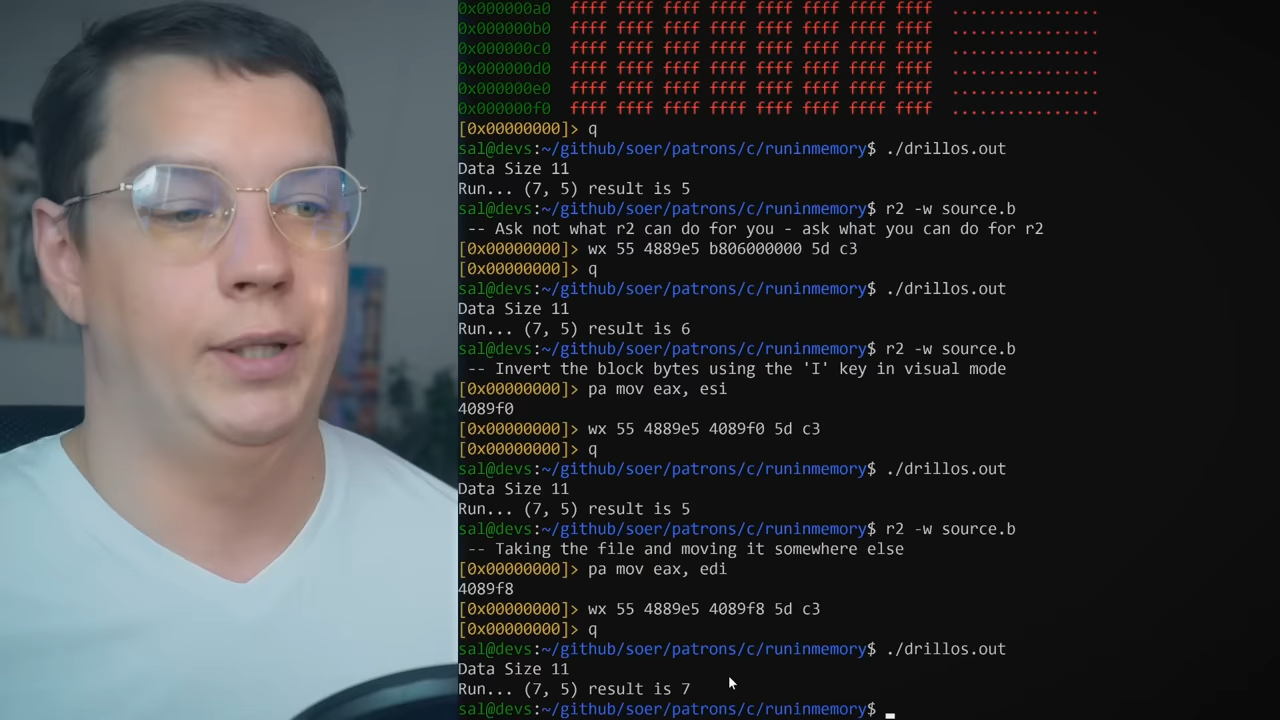 0x000000a0 ffff ffff ffff ffff ffff ffff ffff ffff ................
0x000000b0 ffff ffff ffff ffff ffff ffff ffff ffff ................
0x000000c0 ffff ffff ffff ffff ffff ffff ffff ffff ................
0x000000d0 ffff ffff ffff ffff ffff ffff ffff ffff ................
0x000000e0 ffff ffff ffff ffff ffff ffff ffff ffff ................
0x000000f0 ffff ffff ffff ffff ffff ffff ffff ffff ................
[0x00000000]> q
sal@devs:~/github/soer/patrons/c/runinmemory$ ./drillos.out
Data Size 11
Run... (7, 5) result is 5
sal@devs:~/github/soer/patrons/c/runinmemory$ r2 -w source.b
-- Ask not what r2 can do for you - ask what you can do for r2
[0x00000000]> wx 55 4889e5 b806000000 5d c3
[0x00000000]> q
sal@devs:~/github/soer/patrons/c/runinmemory$ ./drillos.out
Data Size 11
Run... (7, 5) result is 6
sal@devs:~/github/soer/patrons/c/runinmemory$ r2 -w source.b
-- Invert the block bytes using the 'I' key in visual mode
[0x00000000]> pa mov eax, esi
4089f0
[0x00000000]> wx 55 4889e5 4089f0 5d c3
[0x00000000]> q
sal@devs:~/github/soer/patrons/c/runinmemory$ ./drillos.out
Data Size 11
Run... (7, 5) result is 5
sal@devs:~/github/soer/patrons/c/runinmemory$ r2 -w source.b
-- Taking the file and moving it somewhere else
[0x00000000]> pa mov eax, edi
4089f8
[0x00000000]> wx 55 4889e5 4089f8 5d c3
[0x00000000]> q
sal@devs:~/github/soer/patrons/c/runinmemory$ ./drillos.out
Data Size 11
Run... (7, 5) result is 7
sal@devs:~/github/soer/patrons/c/runinmemory$